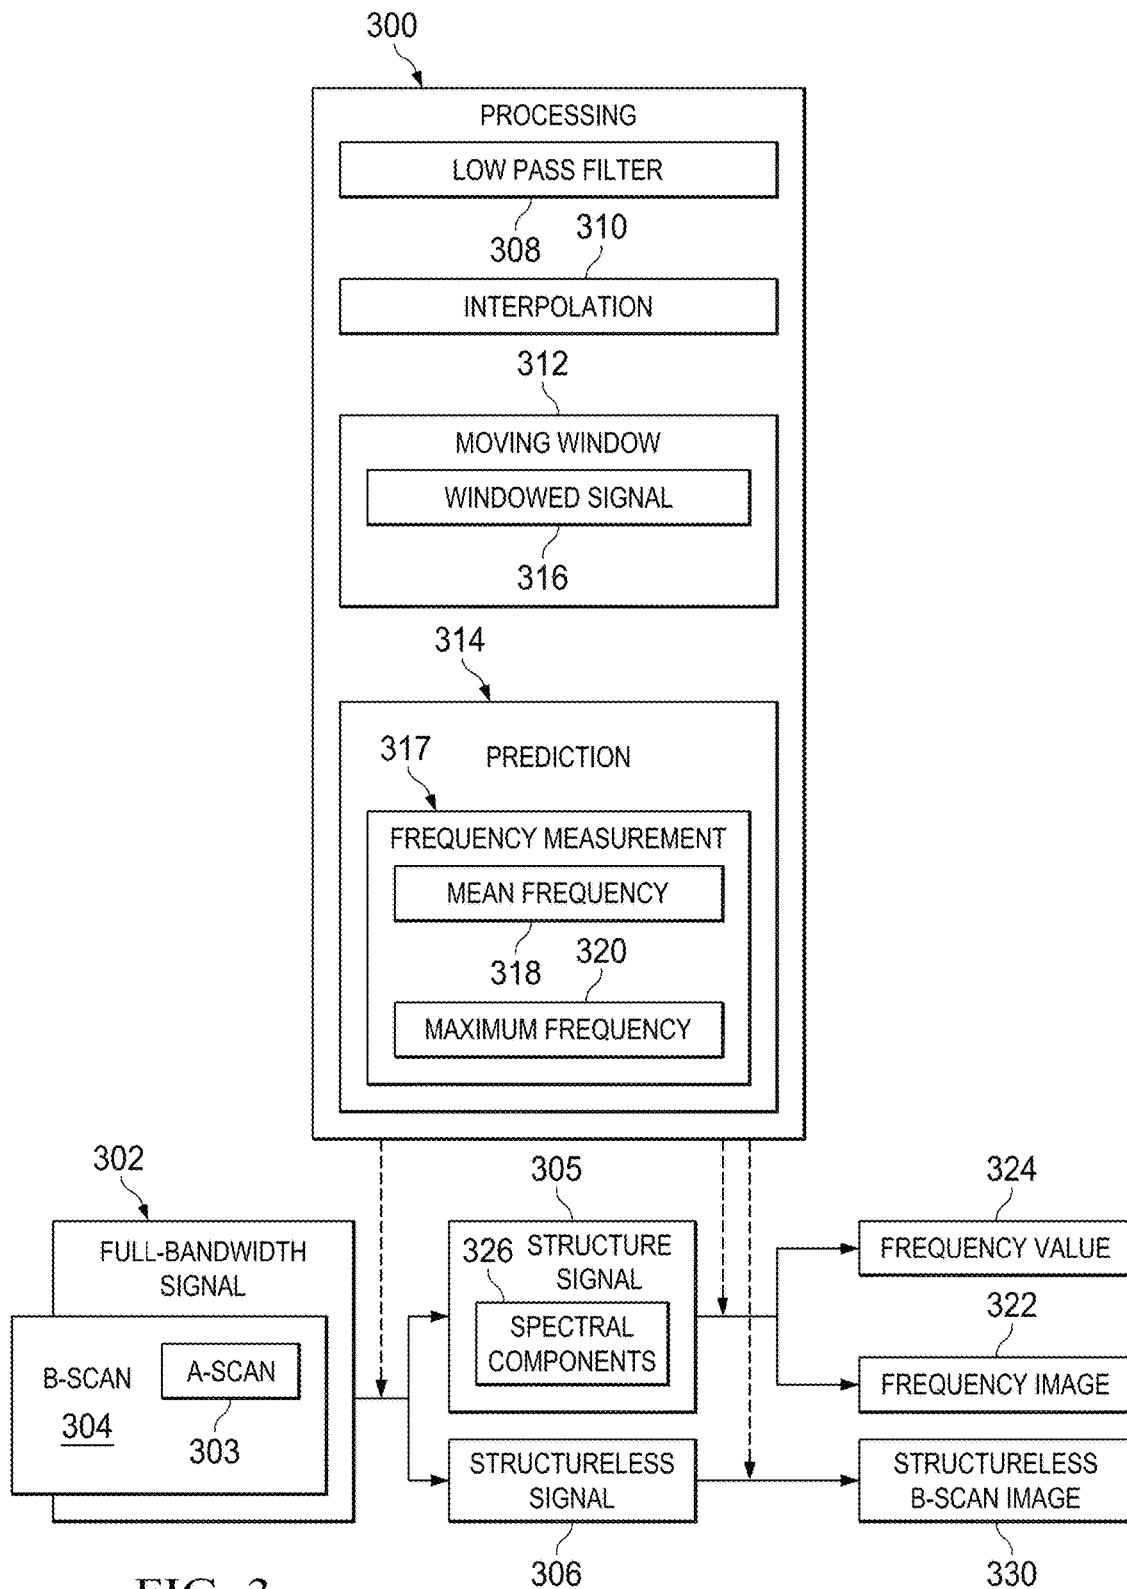 300
PROCESSING
LOW PASS FILTER
308
310
INTERPOLATION
312
MOVING WINDOW
WINDOWED SIGNAL
316
314
317
PREDICTION
FREQUENCY MEASUREMENT
MEAN FREQUENCY
318
320
MAXIMUM FREQUENCY
302
FULL-BANDWIDTH
SIGNAL
B-SCAN
304
A-SCAN
303
305
326
STRUCTURE
SIGNAL
SPECTRAL
COMPONENTS
STRUCTURELESS
SIGNAL
306
324
FREQUENCY VALUE
322
FREQUENCY IMAGE
STRUCTURELESS
B-SCAN IMAGE
330
FIG. 3